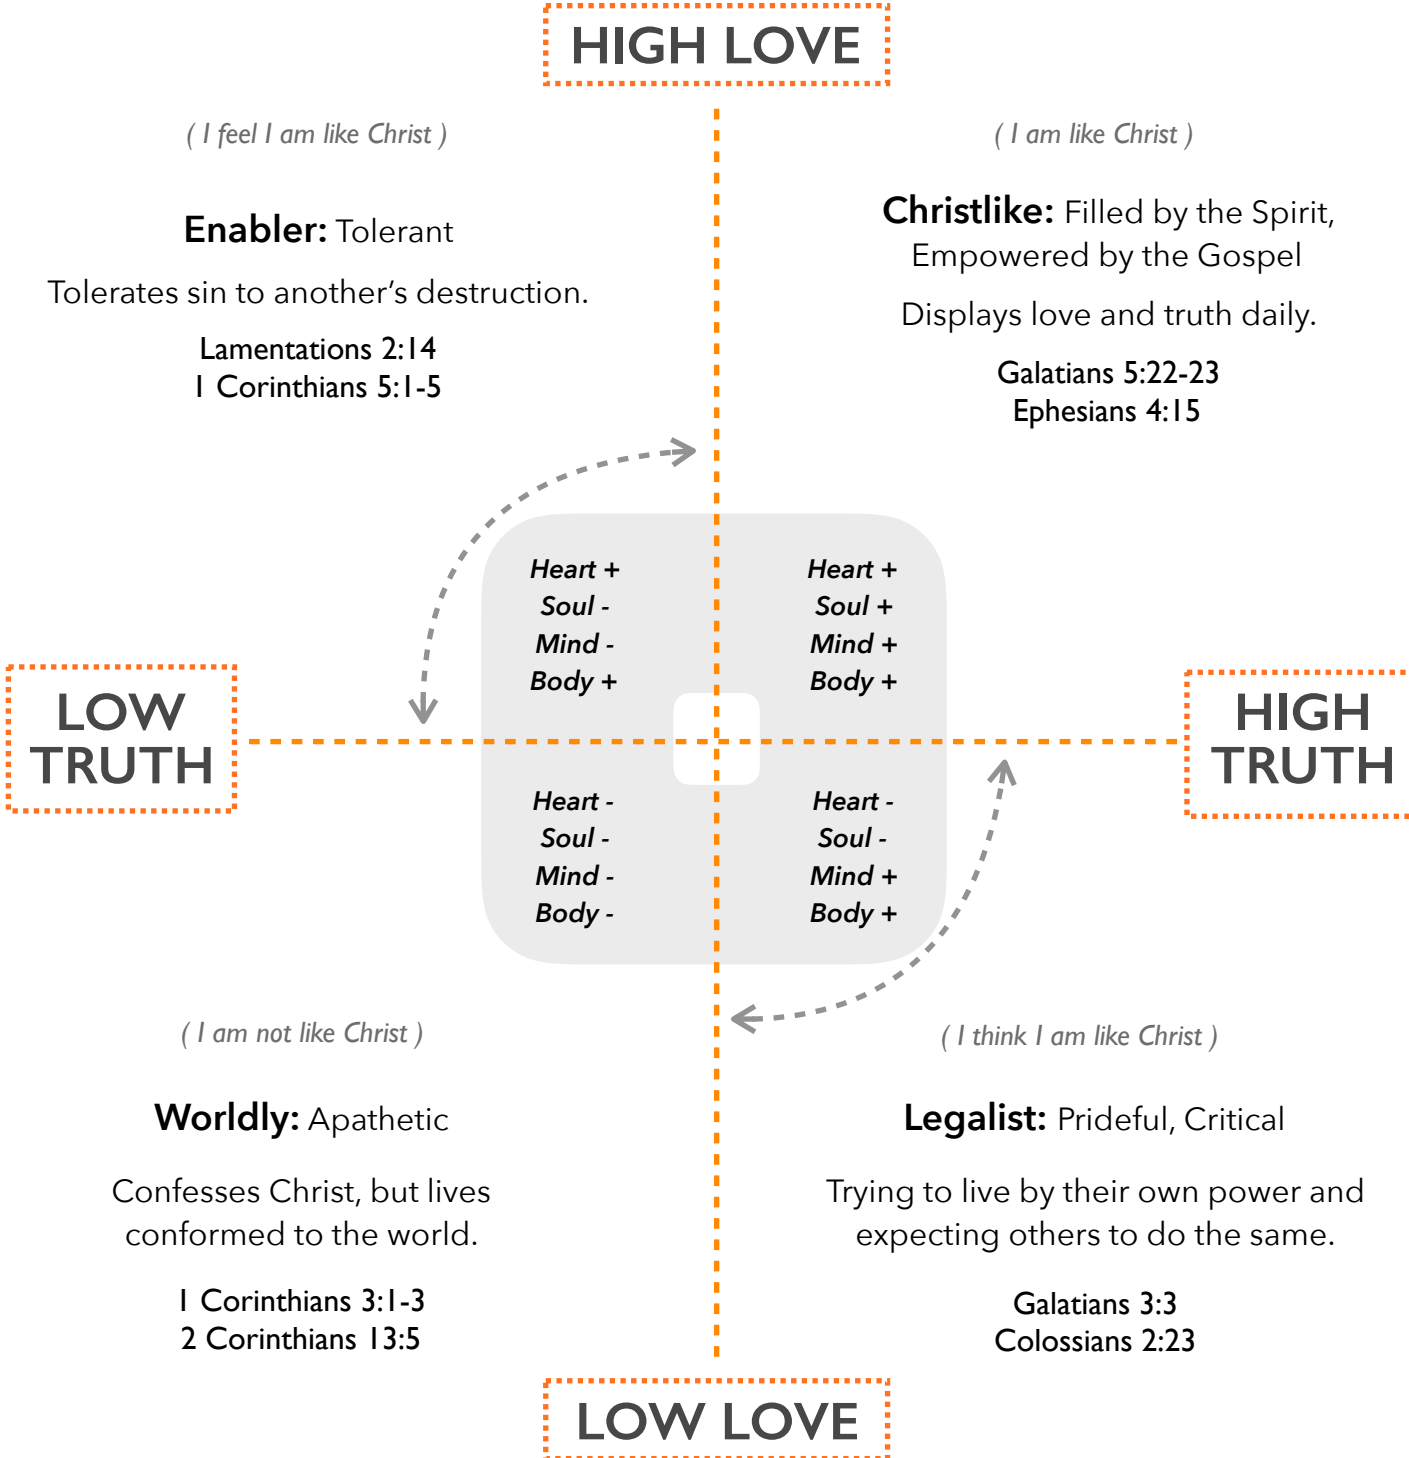 HIGH LOVE
( I feel I am like Christ )
Enabler: Tolerant
Tolerates sin to another’s destruction.
Lamentations 2:14
1 Corinthians 5:1-5
( I am like Christ )
Christlike: Filled by the Spirit,
Empowered by the Gospel
Displays love and truth daily.
Galatians 5:22-23
Ephesians 4:15
Heart +
Soul -
Mind -
Body +
Heart +
Soul +
Mind +
Body +
LOW
TRUTH
HIGH
TRUTH
Heart -
Soul -
Mind -
Body -
Heart -
Soul -
Mind +
Body +
( I am not like Christ )
Worldly: Apathetic
Confesses Christ, but lives
conformed to the world.
1 Corinthians 3:1-3
2 Corinthians 13:5
( I think I am like Christ )
Legalist: Prideful, Critical
Trying to live by their own power and
expecting others to do the same.
Galatians 3:3
Colossians 2:23
LOW LOVE